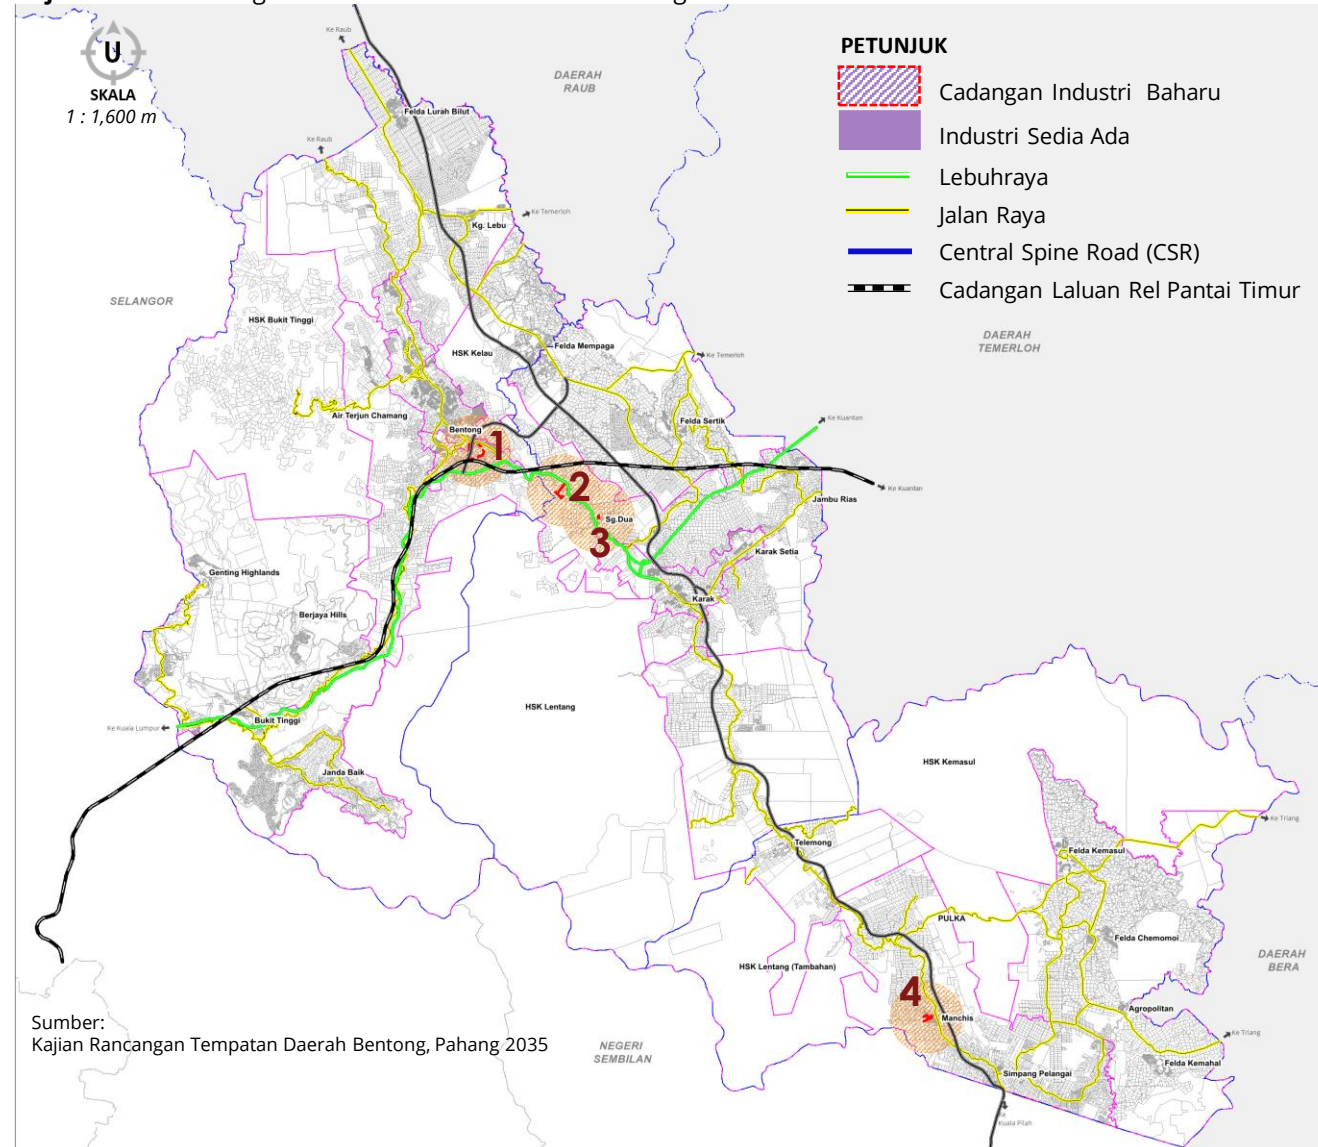 U
SKALA
1 : 1,600 m
PETUNJUK
Cadangan Industri Baharu
Industri Sedia Ada
Lebuhraya
Jalan Raya
Central Spine Road (CSR)
Cadangan Laluan Rel Pantai Timur
Ke Raub
DAERAH
RAUB
Felda Lurah Bilut
Ke Raub
Ke Temerloh
Kg. Lebu
SELANGOR
HSK Bukit Tinggi
DAERAH
TEMERLOH
Felda Mempaga
HSK Kelau
Ke Temerloh
Air Terjun Chamang
Felda Sertik
Ke Kuantan
Bentong
1
2
Ke Kuantan
Jambu Rias
Sg.Dua
3
Karak Setia
Genting Highlands
Karak
Berjaya Hills
HSK Lentang
Bukit Tinggi
Ke Kuala Lumpur
Janda Baik
HSK Kemasul
Ke Triang
Telemong
Felda Kemasul
PULKA
Felda Chemomoi
DAERAH
BERA
HSK Lentang (Tambahan)
4
Manchis
Agropolitan
Ke Triang
Felda Kemahal
Simpang Pelangai
Ke
Kuala Pilah
NEGERI
SEMBILAN
Sumber:
Kajian Rancangan Tempatan Daerah Bentong, Pahang 2035